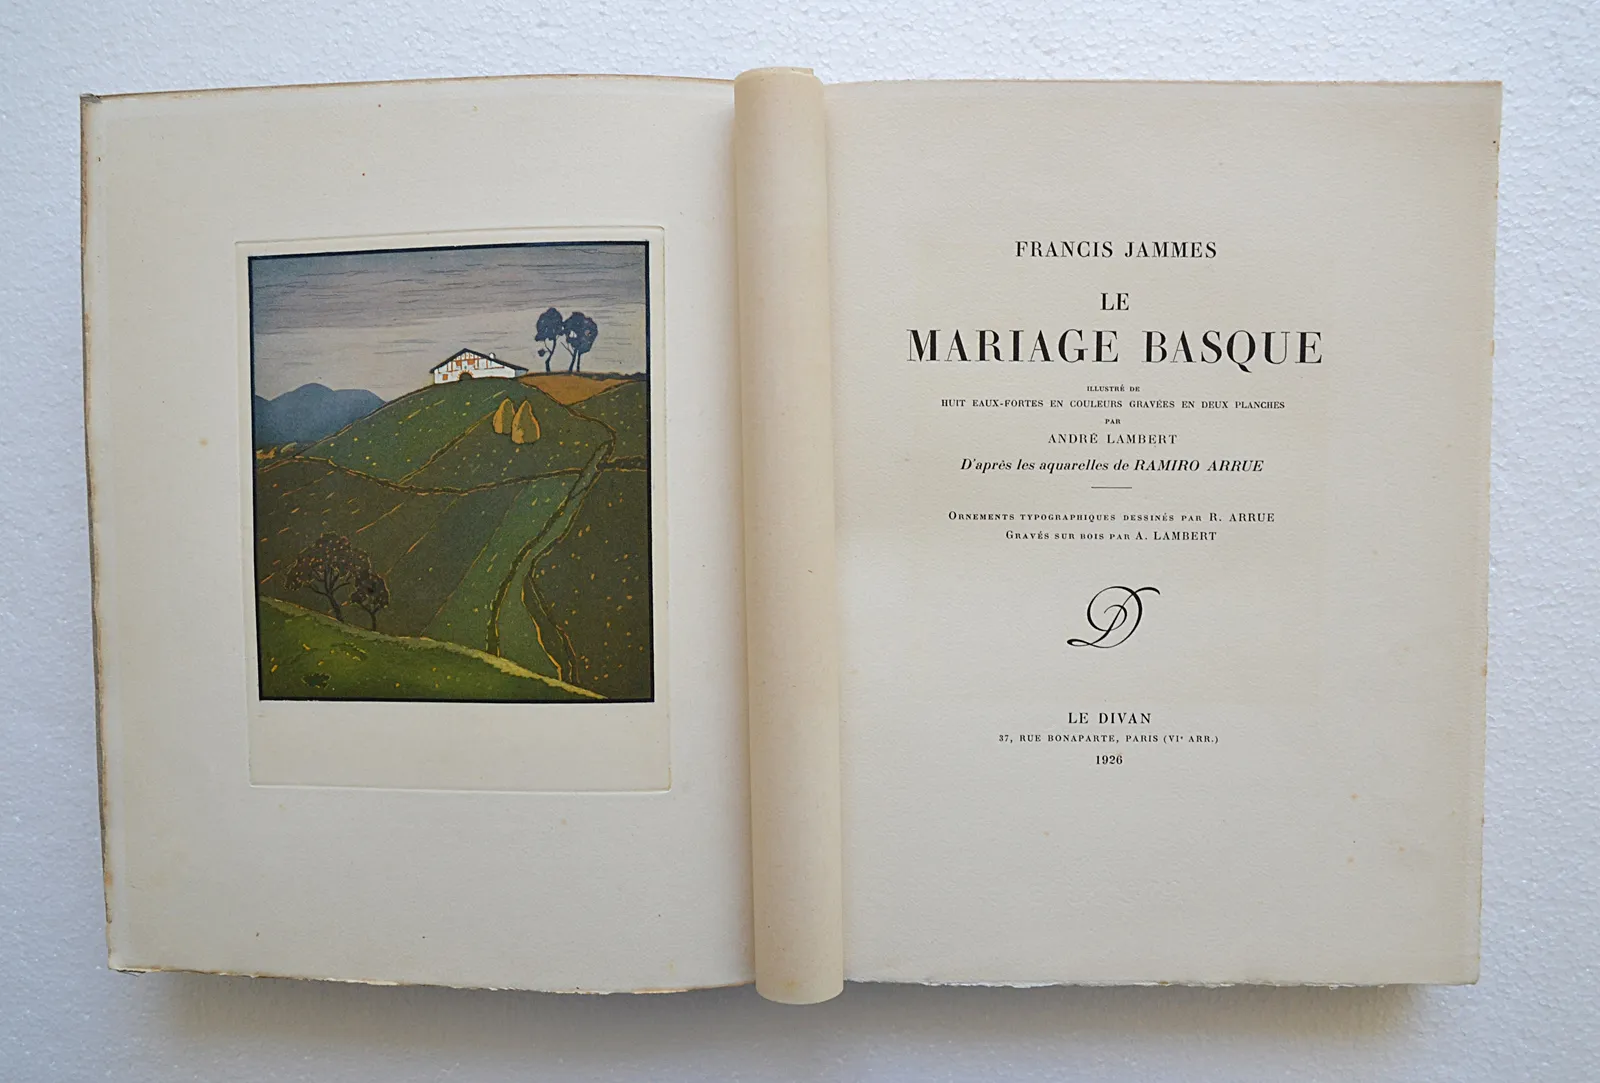 FRANCIS JAMMES
LE
MARIAGE BASQUE
ILLUSTRÉ DE
HUIT EAUX-FORTES EN COULEURS GRAVÉES EN DEUX PLANCHES
PAR
ANDRÉ LAMBERT
D'après les aquarelles de RAMIRO ARRUE
ORNEMENTS TYPOGRAPHIQUES DESSINÉS PAR R. ARRUE
GRAVÉS SUR BOIS PAR A. LAMBERT
D
LE DIVAN
37, RUE BONAPARTE, PARIS (VIe ARR.)
1926